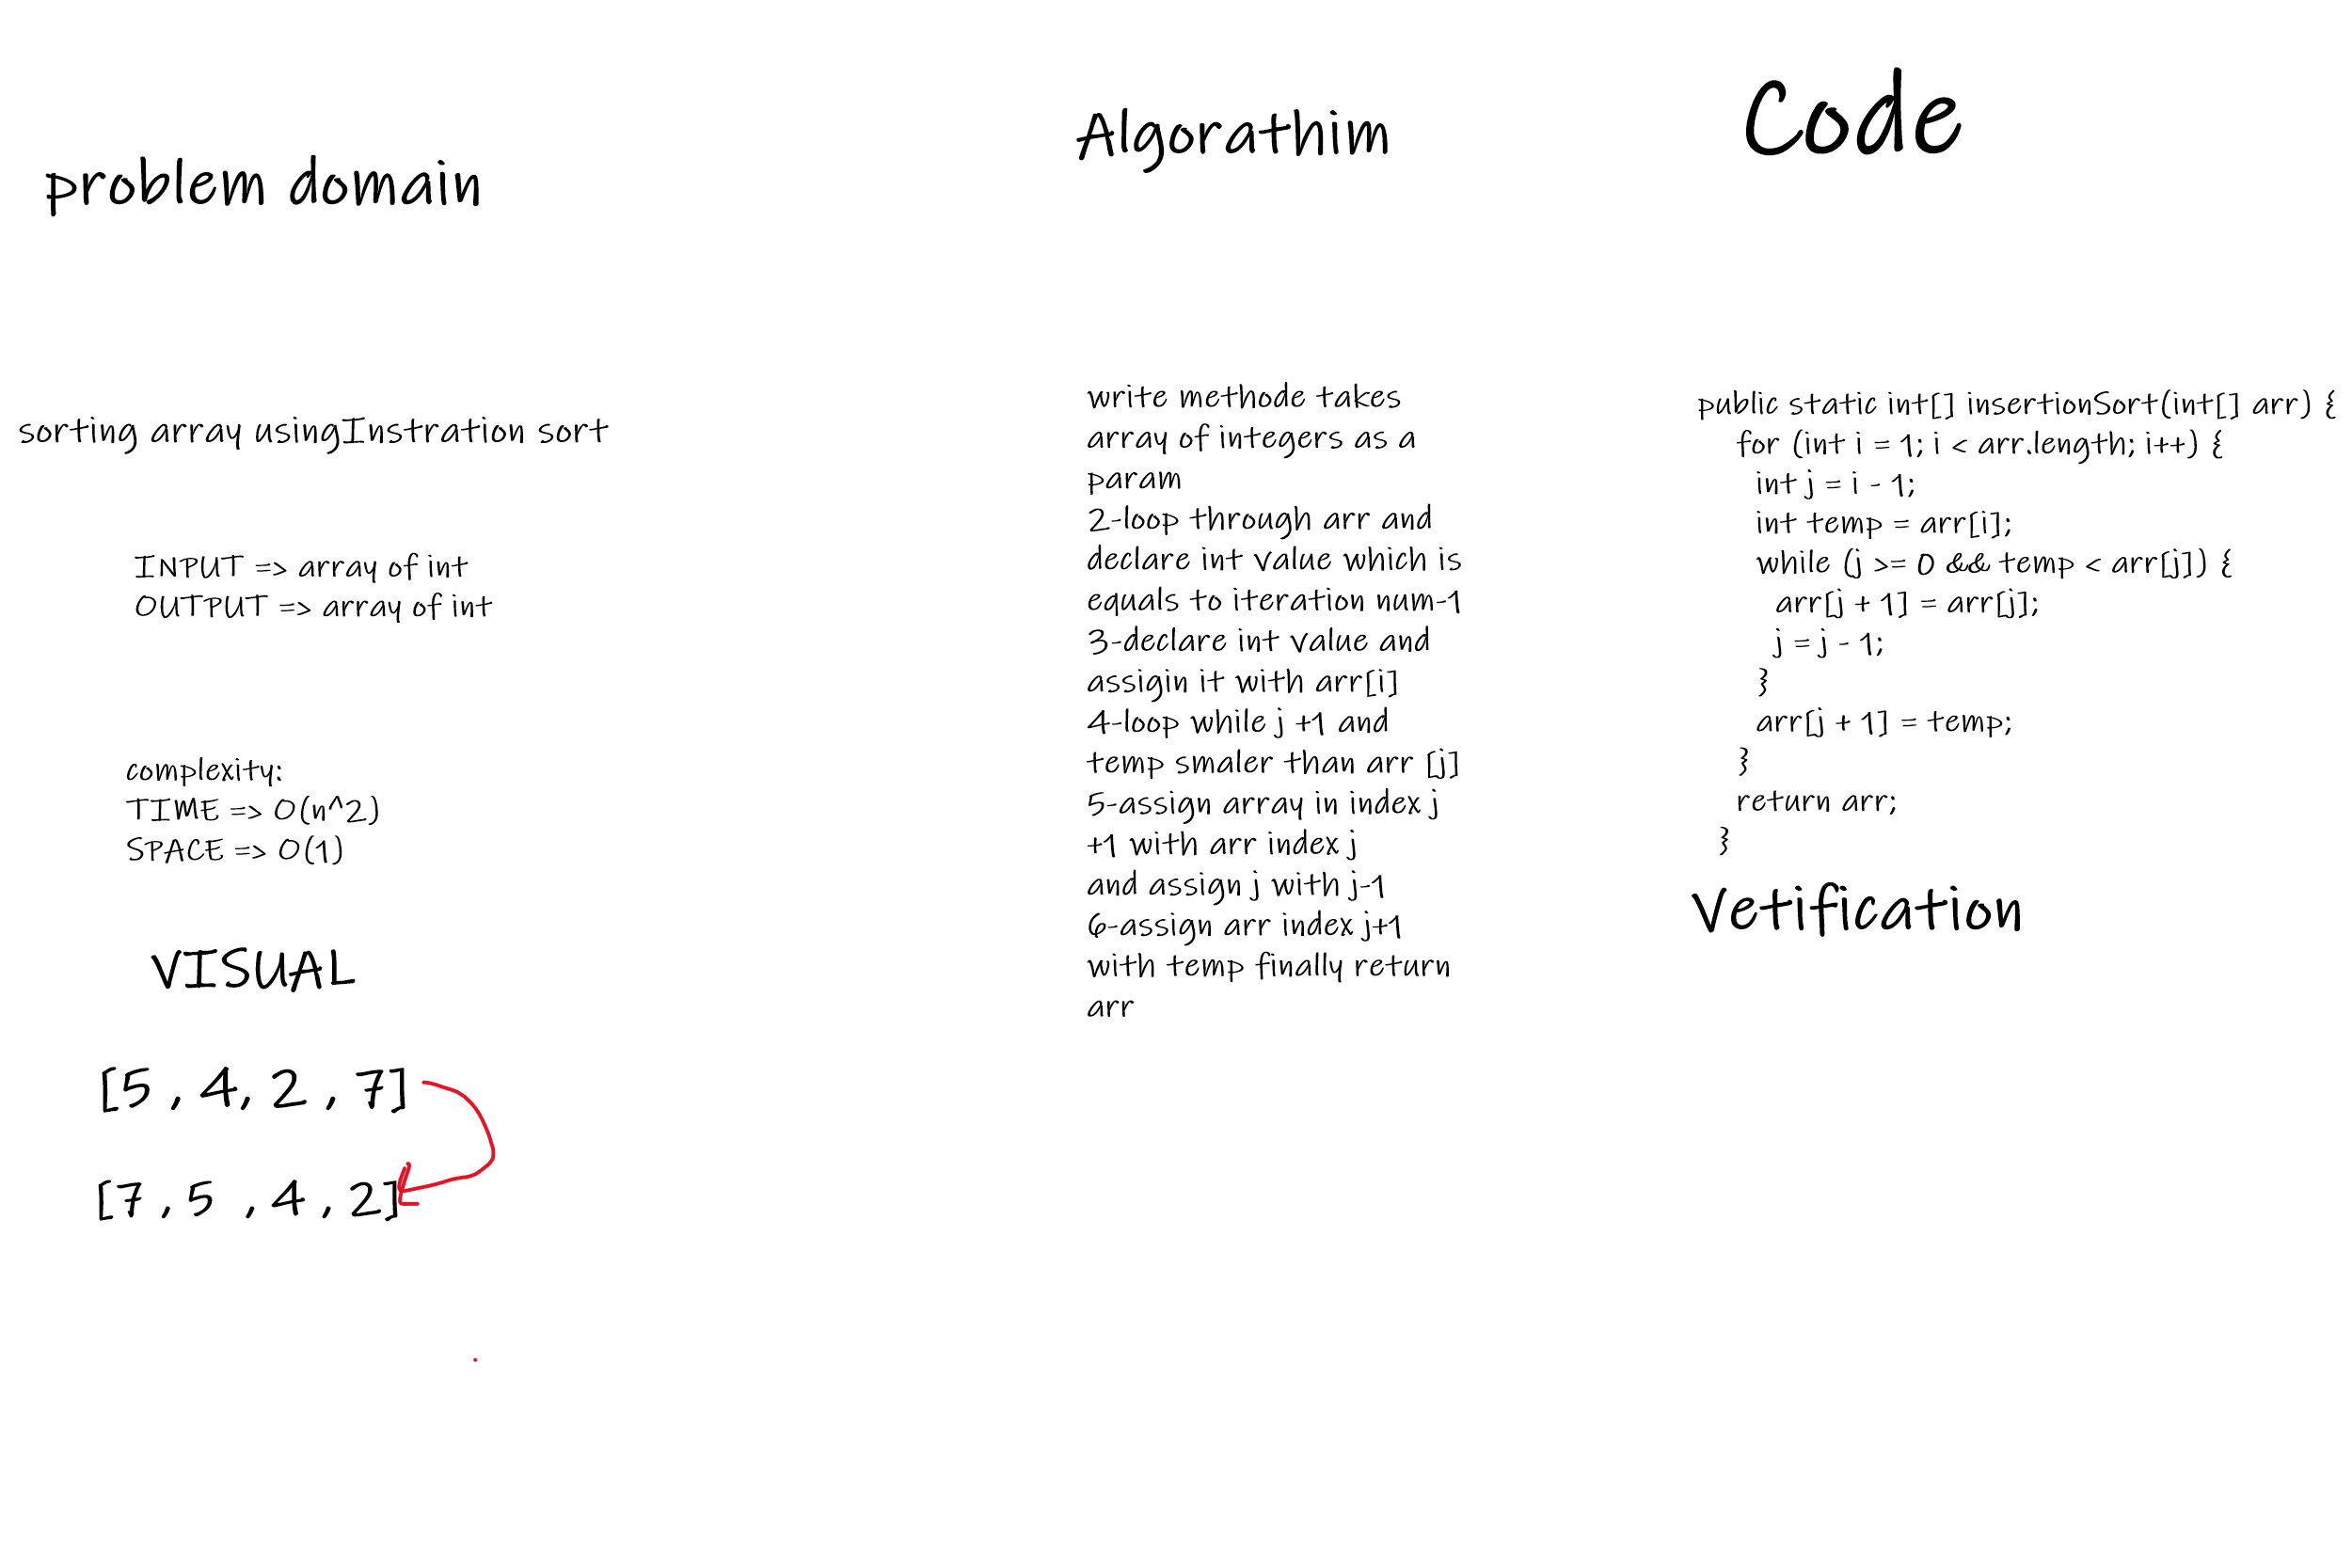 problem domain
sorting array usingInstration sort
INPUT => array of int
OUTPUT => array of int
complexity:
TIME => O(n^2)
SPACE => O(1)
VISUAL
[5 , 4, 2 , 7]
[7 , 5 , 4 , 2]
Algorathim
write methode takes
array of integers as a
param
2-loop through arr and
declare int value which is
equals to iteration num-1
3-declare int value and
assigin it with arr[i]
4-loop while j +1 and
temp smaler than arr [j]
5-assign array in index j
+1 with arr index j
and assign j with j-1
6-assign arr index j+1
with temp finally return
arr
Code
public static int[] insertionSort(int[] arr) {
for (int i = 1; i < arr.length; i++) {
int j = i - 1;
int temp = arr[i];
while (j >= 0 && temp < arr[j]) {
arr[j + 1] = arr[j];
j = j - 1;
}
arr[j + 1] = temp;
}
return arr;
}
Vetification